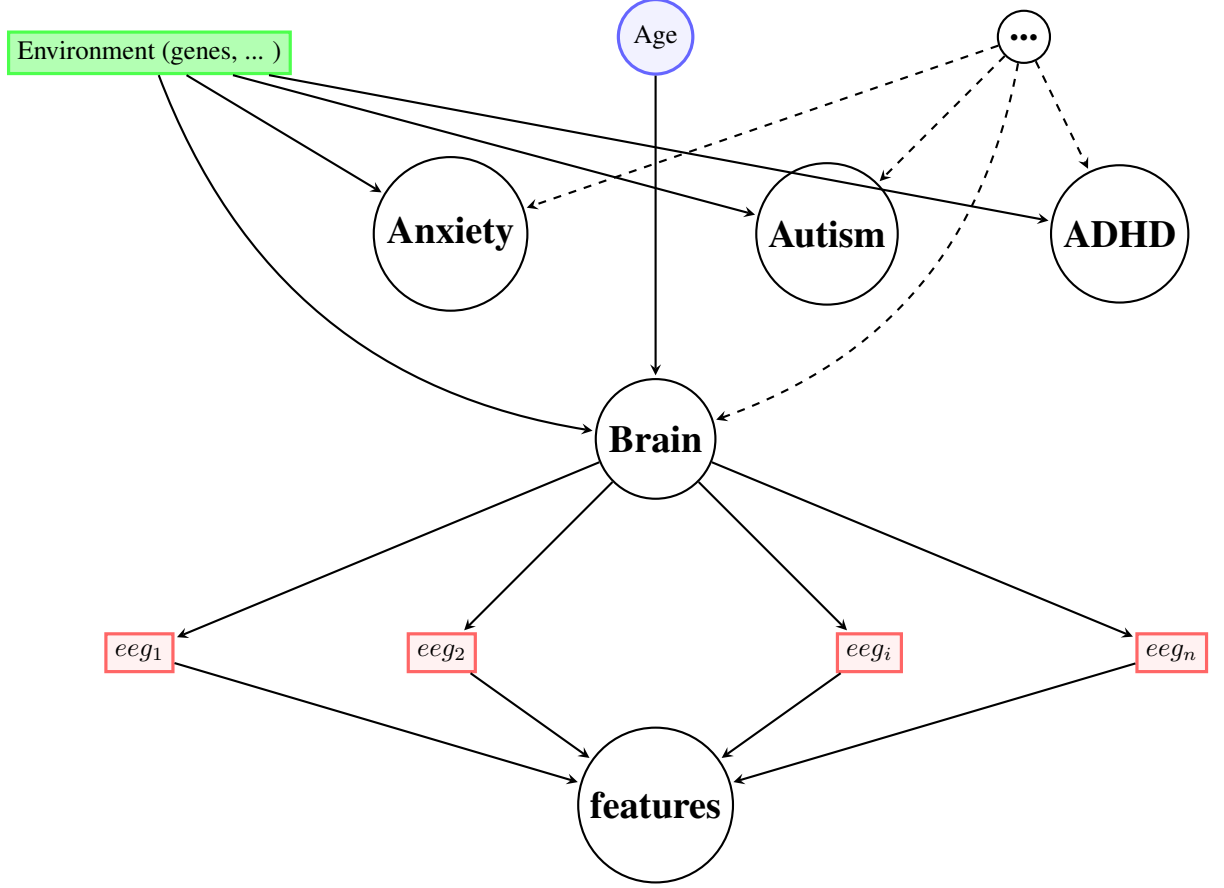 Environment (genes, ... )
Age
...
Anxiety
Autism
ADHD
Brain
eeg₁
eeg₂
eegᵢ
eegₙ
features